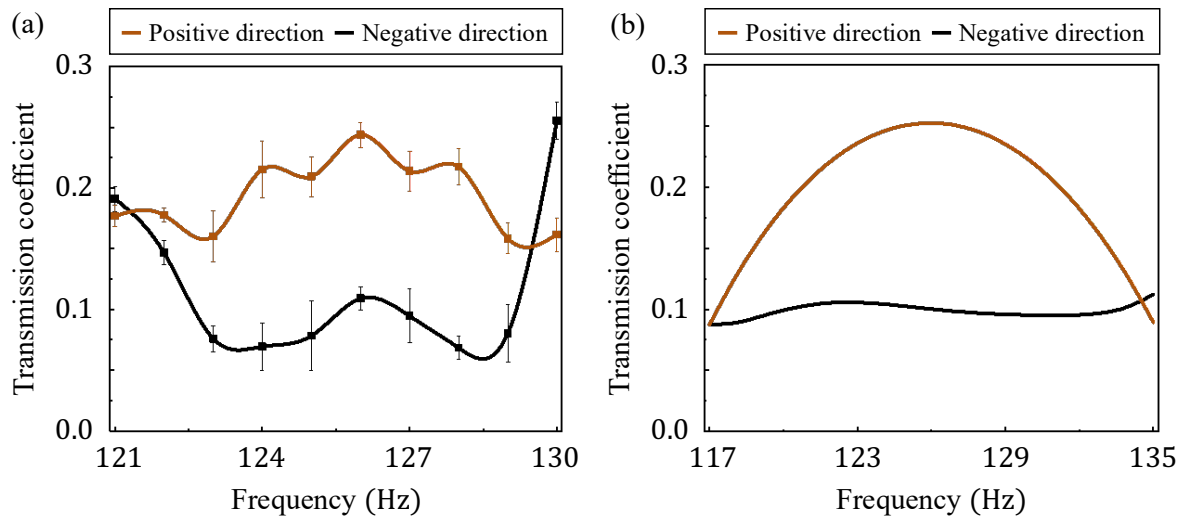 (a)
Positive direction Negative direction
0.3
0.2
0.1
0.0
Transmission coefficient
121 124 127 130
Frequency (Hz)
(b)
Positive direction Negative direction
0.3
0.2
0.1
0.0
Transmission coefficient
117 123 129 135
Frequency (Hz)